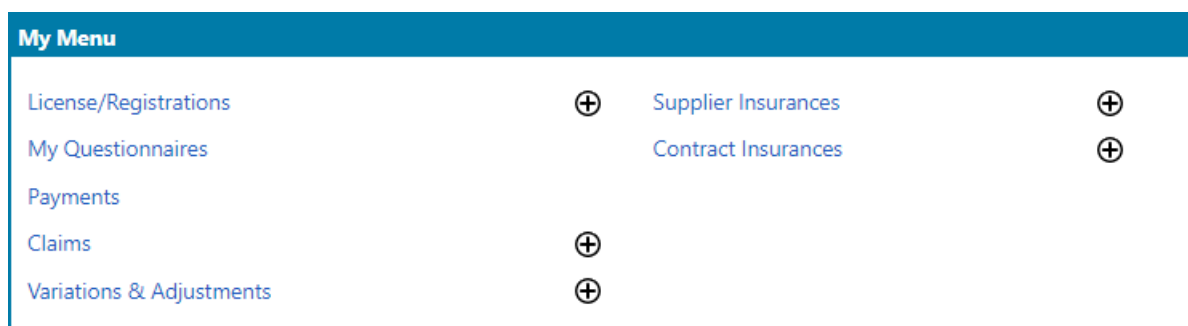 My Menu
License/Registrations
My Questionnaires
Payments
Claims
Variations & Adjustments
Supplier Insurances
Contract Insurances